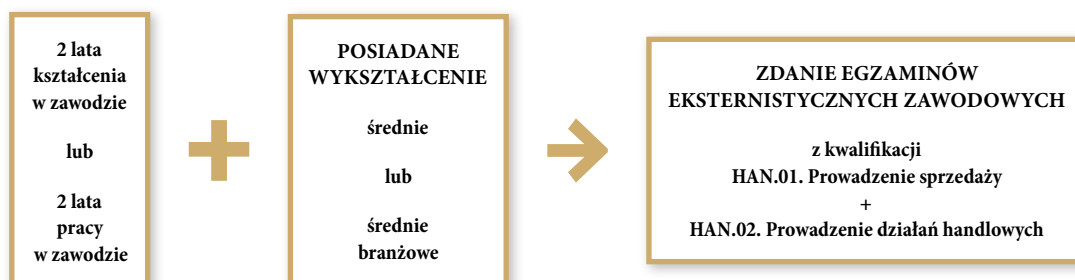 2 lata
kształcenia
w zawodzie
lub
2 lata
pracy
w zawodzie
POSIADANE
WYKSZTAŁCENIE
średnie
lub
średnie
branżowe
ZDANIE EGZAMINÓW
EKSTERNISTYCZNYCH ZAWODOWYCH
z kwalifikacji
HAN.01. Prowadzenie sprzedaży
+
HAN.02. Prowadzenie działań handlowych